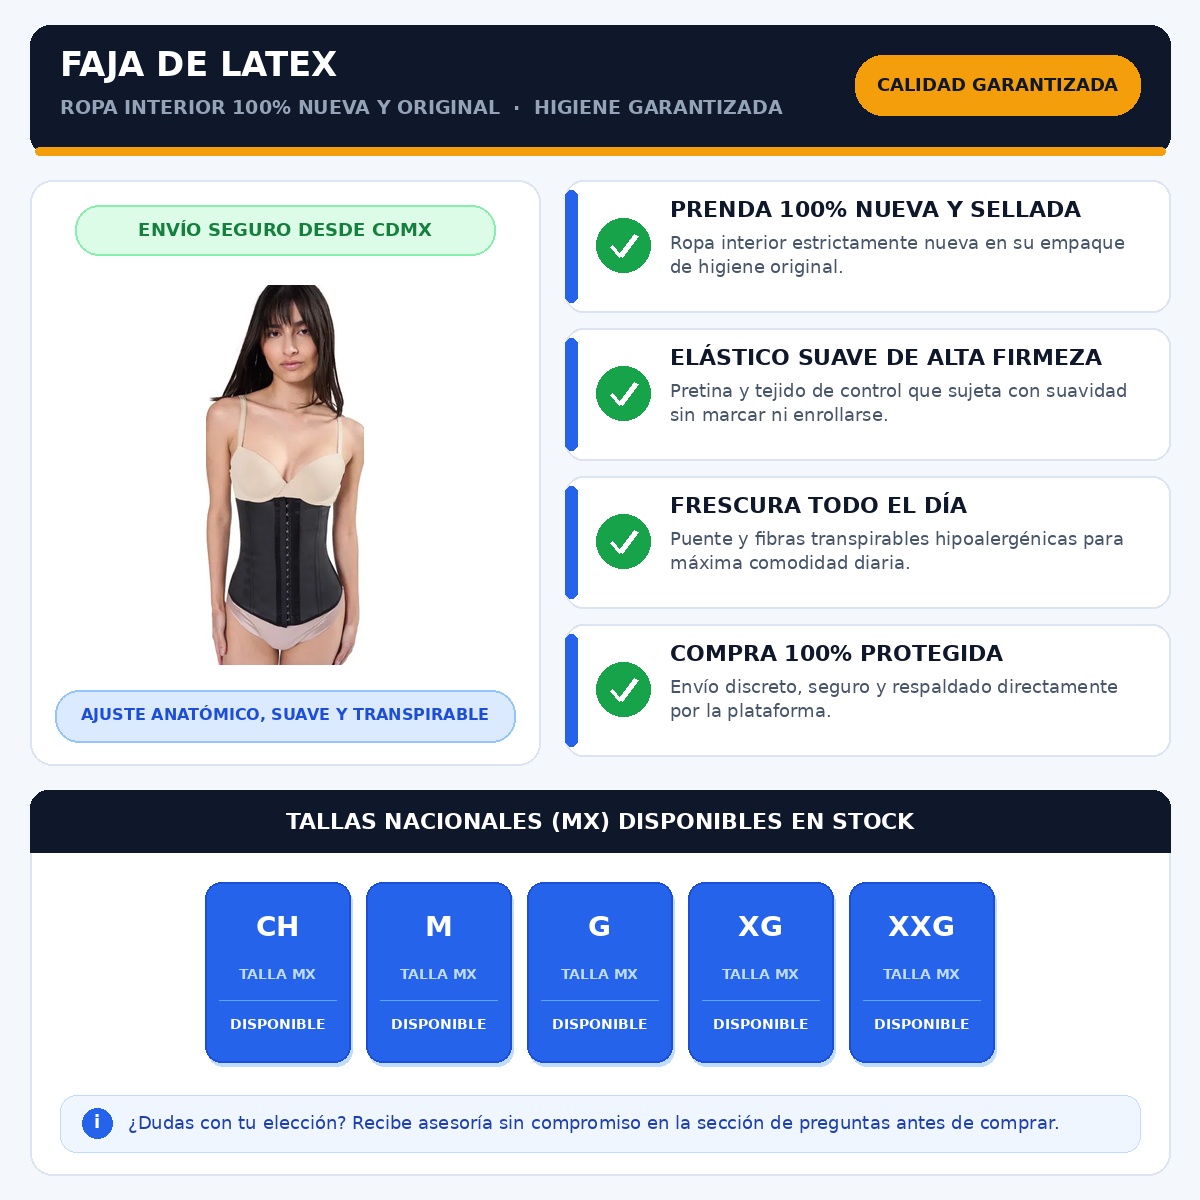 FAJA DE LATEX
ROPA INTERIOR 100% NUEVA Y ORIGINAL · HIGIENE GARANTIZADA
CALIDAD GARANTIZADA
ENVÍO SEGURO DESDE CDMX
AJUSTE ANATÓMICO, SUAVE Y TRANSPIRABLE
PRENDA 100% NUEVA Y SELLADA
Ropa interior estrictamente nueva en su empaque
de higiene original.
ELÁSTICO SUAVE DE ALTA FIRMEZA
Pretina y tejido de control que sujeta con suavidad
sin marcar ni enrollarse.
FRESCURA TODO EL DÍA
Puente y fibras transpirables hipoalergénicas para
máxima comodidad diaria.
COMPRA 100% PROTEGIDA
Envío discreto, seguro y respaldado directamente
por la plataforma.
TALLAS NACIONALES (MX) DISPONIBLES EN STOCK
CH
TALLA MX
DISPONIBLE
M
TALLA MX
DISPONIBLE
G
TALLA MX
DISPONIBLE
XG
TALLA MX
DISPONIBLE
XXG
TALLA MX
DISPONIBLE
i ¿Dudas con tu elección? Recibe asesoría sin compromiso en la sección de preguntas antes de comprar.